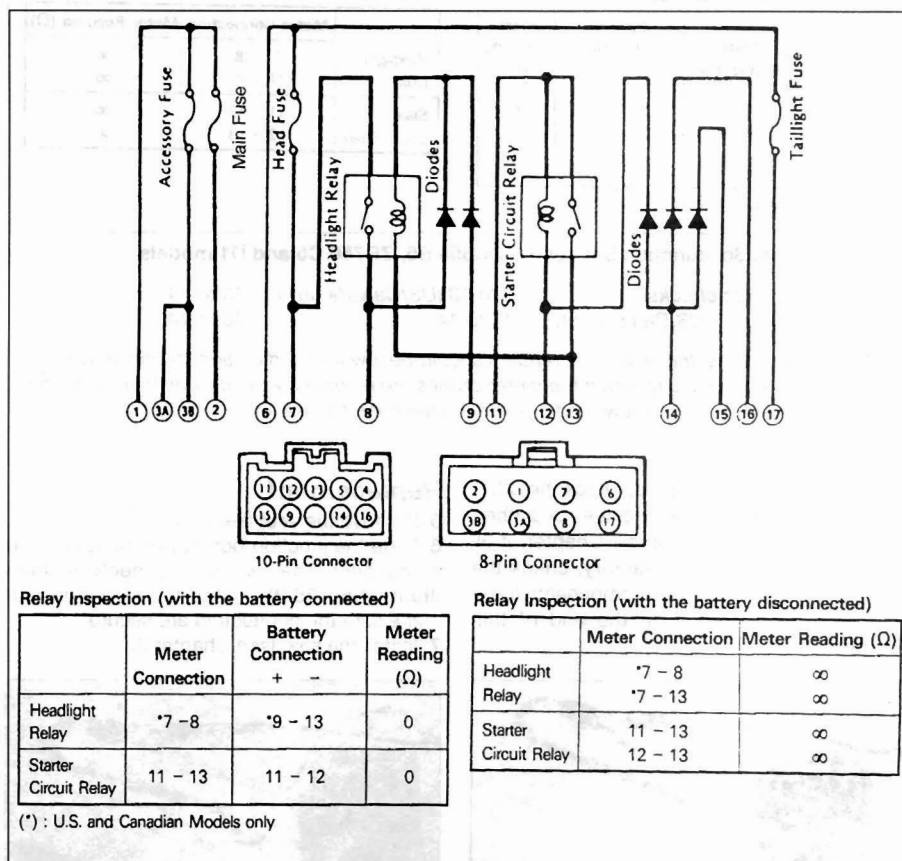 Accessory Fuse
Main Fuse
Head Fuse
Headlight Relay
Diodes
Starter Circuit Relay
Diodes
Taillight Fuse
1 3A 3B 2 6 7 8 9 11 12 13 14 15 16 17
11 12 13 5 4
15 9 14 16
10-Pin Connector
2 1 7 6
3B 3A 8 17
8-Pin Connector
Relay Inspection (with the battery connected)
Meter Connection Battery Connection + − Meter Reading (Ω)
Headlight Relay *7 – 8 *9 – 13 0
Starter Circuit Relay 11 – 13 11 – 12 0
(*) : U.S. and Canadian Models only
Relay Inspection (with the battery disconnected)
Meter Connection Meter Reading (Ω)
Headlight *7 – 8 ∞
Relay *7 – 13 ∞
Starter 11 – 13 ∞
Circuit Relay 12 – 13 ∞